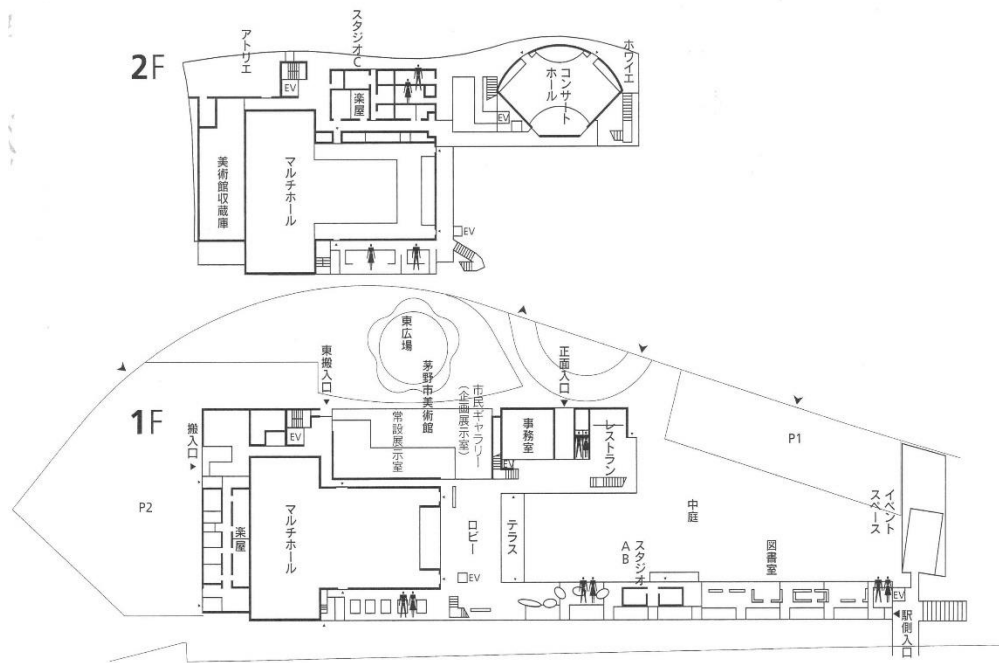 2F
アトリエ
スタジオC
ホワイエ
EV
楽屋
コンサートホール
EV
美術館収蔵庫
マルチホール
EV
1F
東広場
東搬入口
茅野市美術館
市民ギャラリー
(企画展示室)
常設展示室
正面入口
事務室
レストラン
EV
EV
搬入口
P1
P2
楽屋
マルチホール
ロビー
テラス
中庭
イベントスペース
スタジオ
AB
図書室
EV
EV
駅側入口